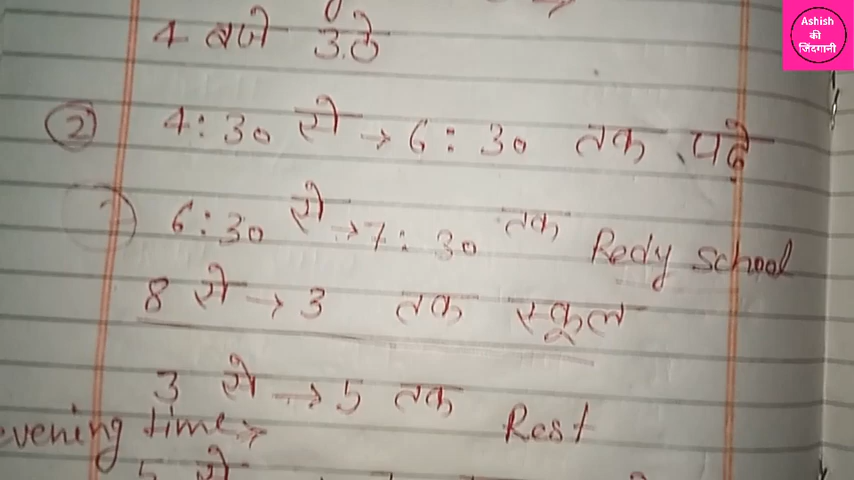 4 बजे उठे
② 4:30 से → 6:30 तक पढ़े
6:30 से → 7:30 तक Redy school
8 से → 3 तक स्कूल
3 से → 5 तक Rest
evening time :→
5 से
Ashish
की
जिंदगानी